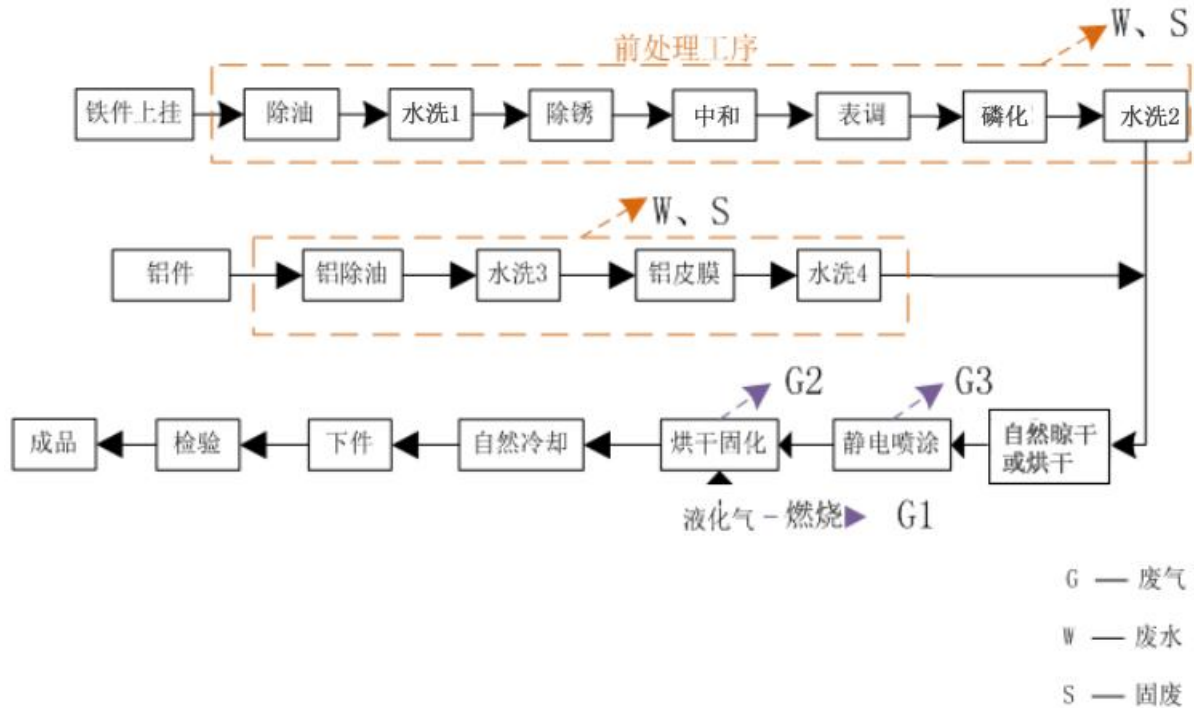 W、S
前处理工序
铁件上挂
除油
水洗1
除锈
中和
表调
磷化
水洗2
W、S
铝件
铝除油
水洗3
铝皮膜
水洗4
G2
G3
成品
检验
下件
自然冷却
烘干固化
静电喷涂
自然晾干
或烘干
液化气－燃烧
G1
G — 废气
W — 废水
S — 固废